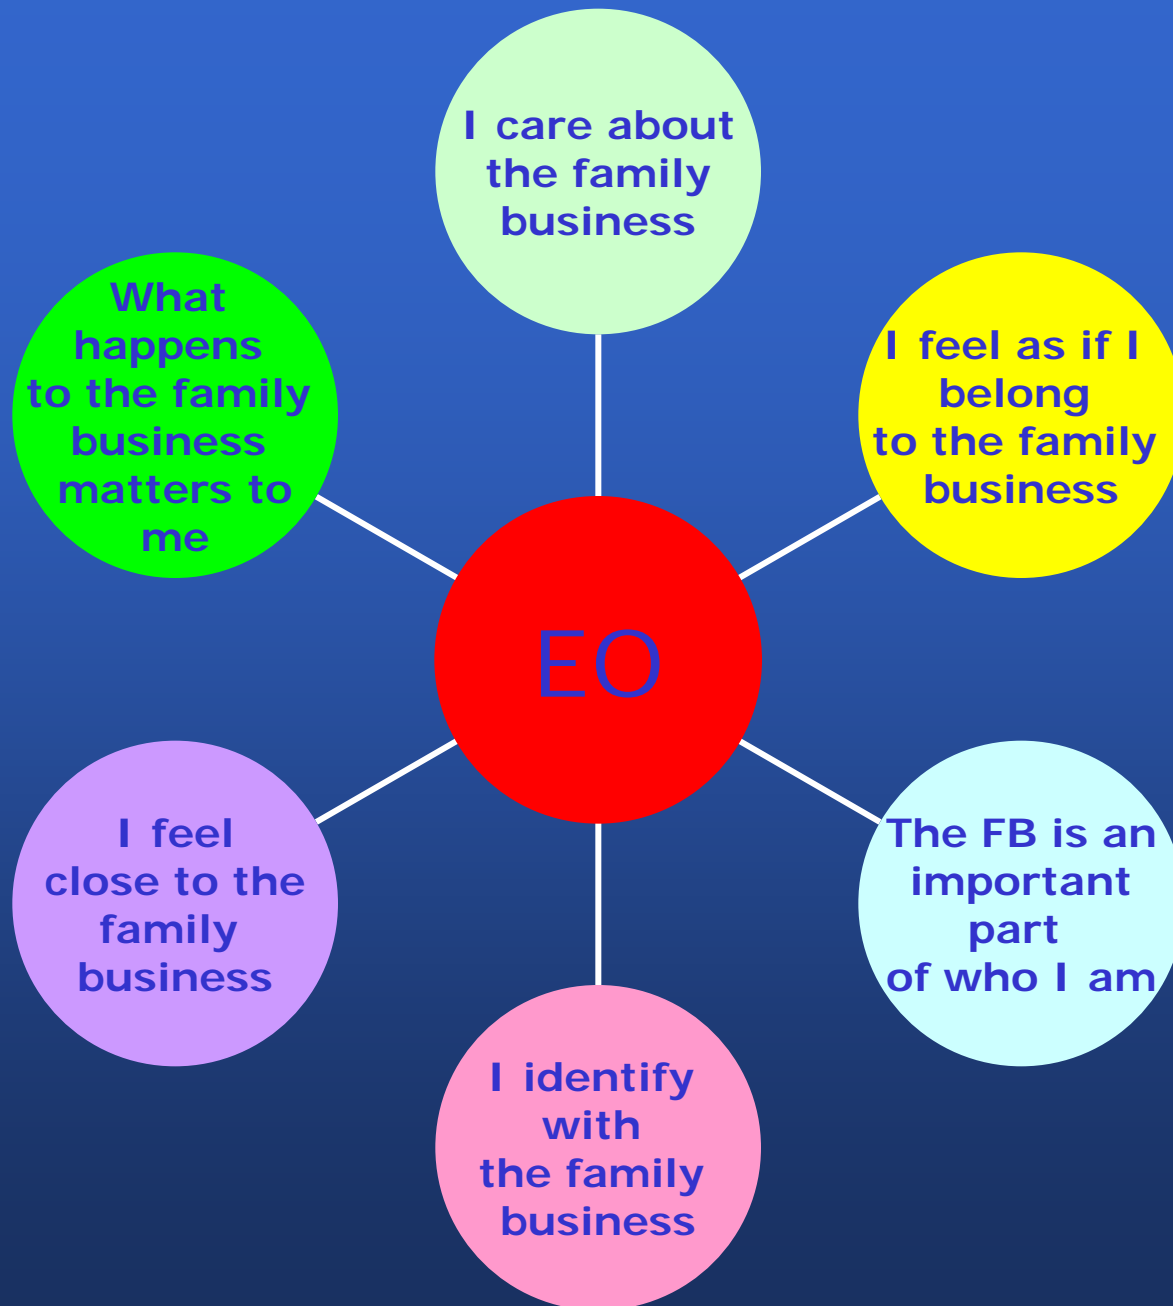 I care about
the family
business
What
happens
to the family
business
matters to
me
I feel as if I
belong
to the family
business
EO
I feel
close to the
family
business
The FB is an
important
part
of who I am
I identify
with
the family
business